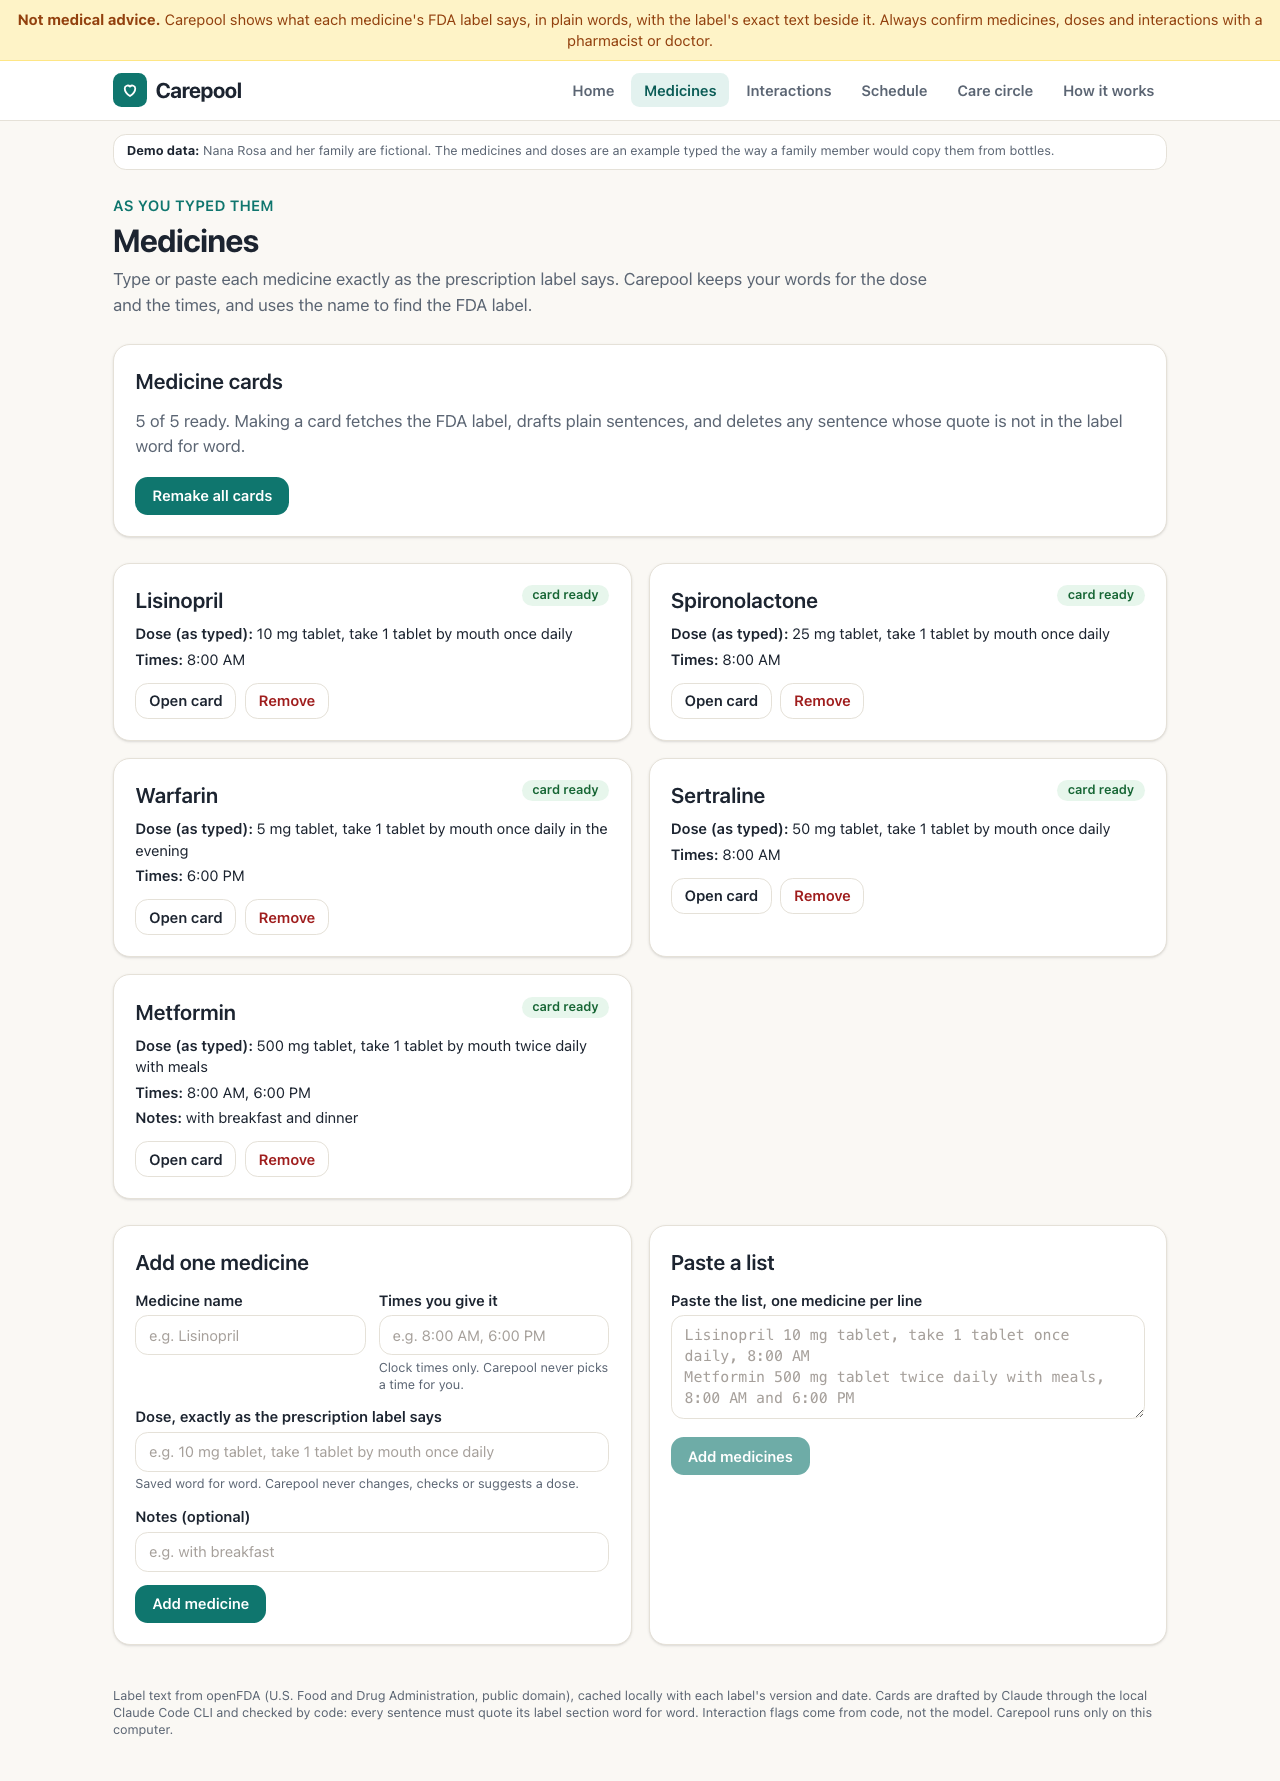 Not medical advice. Carepool shows what each medicine's FDA label says, in plain words, with the label's exact text beside it. Always confirm medicines, doses and interactions with a
pharmacist or doctor.
Carepool
Home
Medicines
Interactions
Schedule
Care circle
How it works
Demo data: Nana Rosa and her family are fictional. The medicines and doses are an example typed the way a family member would copy them from bottles.
AS YOU TYPED THEM
Medicines
Type or paste each medicine exactly as the prescription label says. Carepool keeps your words for the dose
and the times, and uses the name to find the FDA label.
Medicine cards
5 of 5 ready. Making a card fetches the FDA label, drafts plain sentences, and deletes any sentence whose quote is not in the label
word for word.
Remake all cards
Lisinopril
card ready
Dose (as typed): 10 mg tablet, take 1 tablet by mouth once daily
Times: 8:00 AM
Open card
Remove
Spironolactone
card ready
Dose (as typed): 25 mg tablet, take 1 tablet by mouth once daily
Times: 8:00 AM
Open card
Remove
Warfarin
card ready
Dose (as typed): 5 mg tablet, take 1 tablet by mouth once daily in the
evening
Times: 6:00 PM
Open card
Remove
Sertraline
card ready
Dose (as typed): 50 mg tablet, take 1 tablet by mouth once daily
Times: 8:00 AM
Open card
Remove
Metformin
card ready
Dose (as typed): 500 mg tablet, take 1 tablet by mouth twice daily
with meals
Times: 8:00 AM, 6:00 PM
Notes: with breakfast and dinner
Open card
Remove
Add one medicine
Medicine name
e.g. Lisinopril
Times you give it
e.g. 8:00 AM, 6:00 PM
Clock times only. Carepool never picks
a time for you.
Dose, exactly as the prescription label says
e.g. 10 mg tablet, take 1 tablet by mouth once daily
Saved word for word. Carepool never changes, checks or suggests a dose.
Notes (optional)
e.g. with breakfast
Add medicine
Paste a list
Paste the list, one medicine per line
Lisinopril 10 mg tablet, take 1 tablet once
daily, 8:00 AM
Metformin 500 mg tablet twice daily with meals,
8:00 AM and 6:00 PM
Add medicines
Label text from openFDA (U.S. Food and Drug Administration, public domain), cached locally with each label's version and date. Cards are drafted by Claude through the local
Claude Code CLI and checked by code: every sentence must quote its label section word for word. Interaction flags come from code, not the model. Carepool runs only on this
computer.